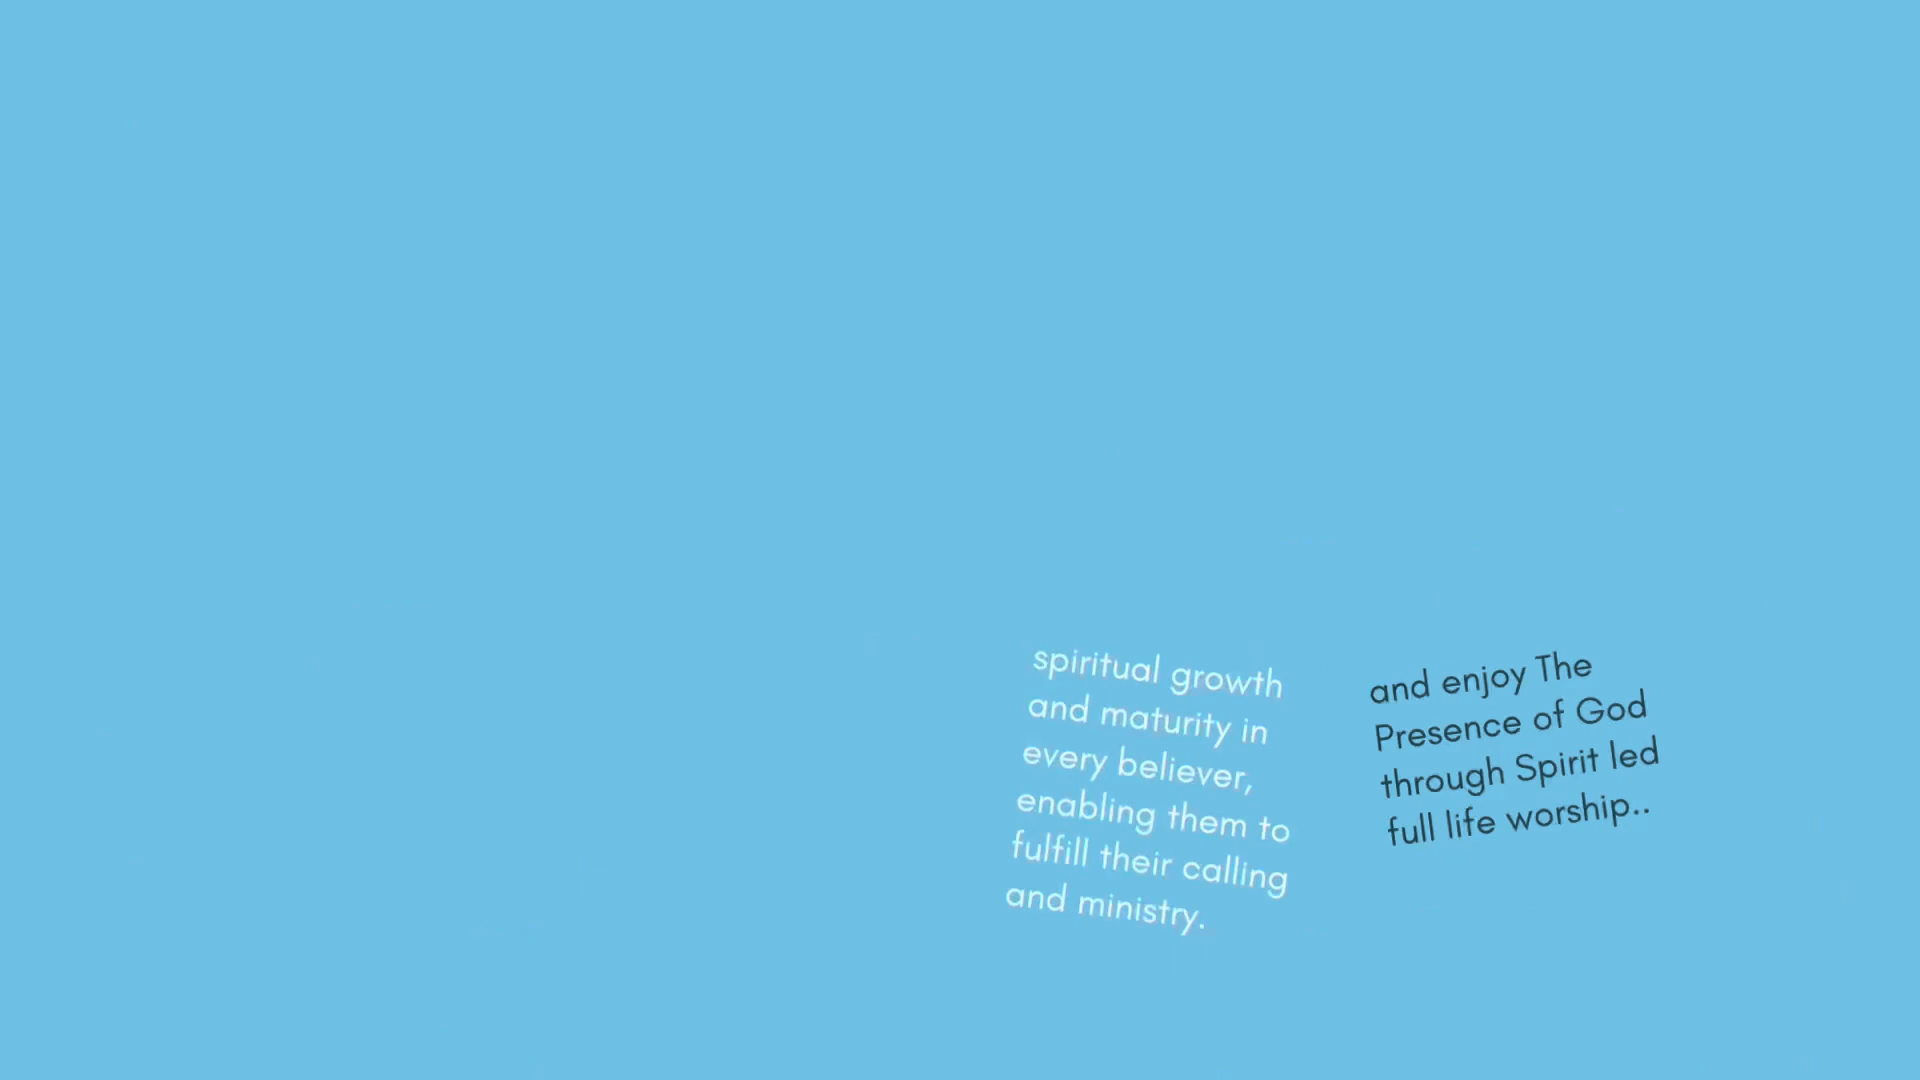 spiritual growth
and maturity in
every believer,
enabling them to
fulfill their calling
and ministry.
and enjoy The
Presence of God
through Spirit led
full life worship..